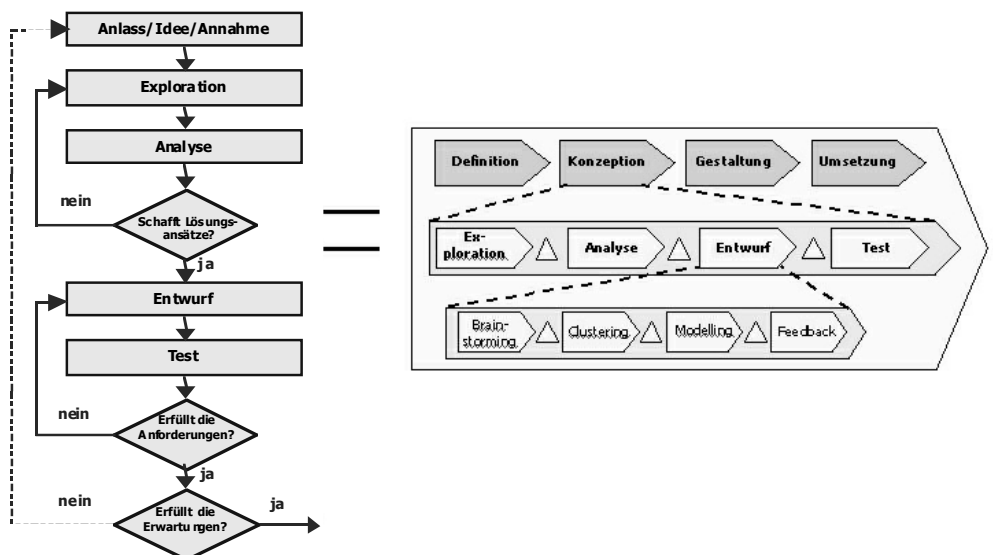 Anlass/Idee/Annahme
Exploration
Analyse
nein
Schafft Lösungs-
ansätze?
ja
Entwurf
Test
nein
Erfüllt die
Anforderungen?
ja
nein
Erfüllt die
Erwartungen?
ja
Definition
Konzeption
Gestaltung
Umsetzung
Ex-
ploration
Analyse
Entwurf
Test
Brain-
storming
Clustering
Modelling
Feedback